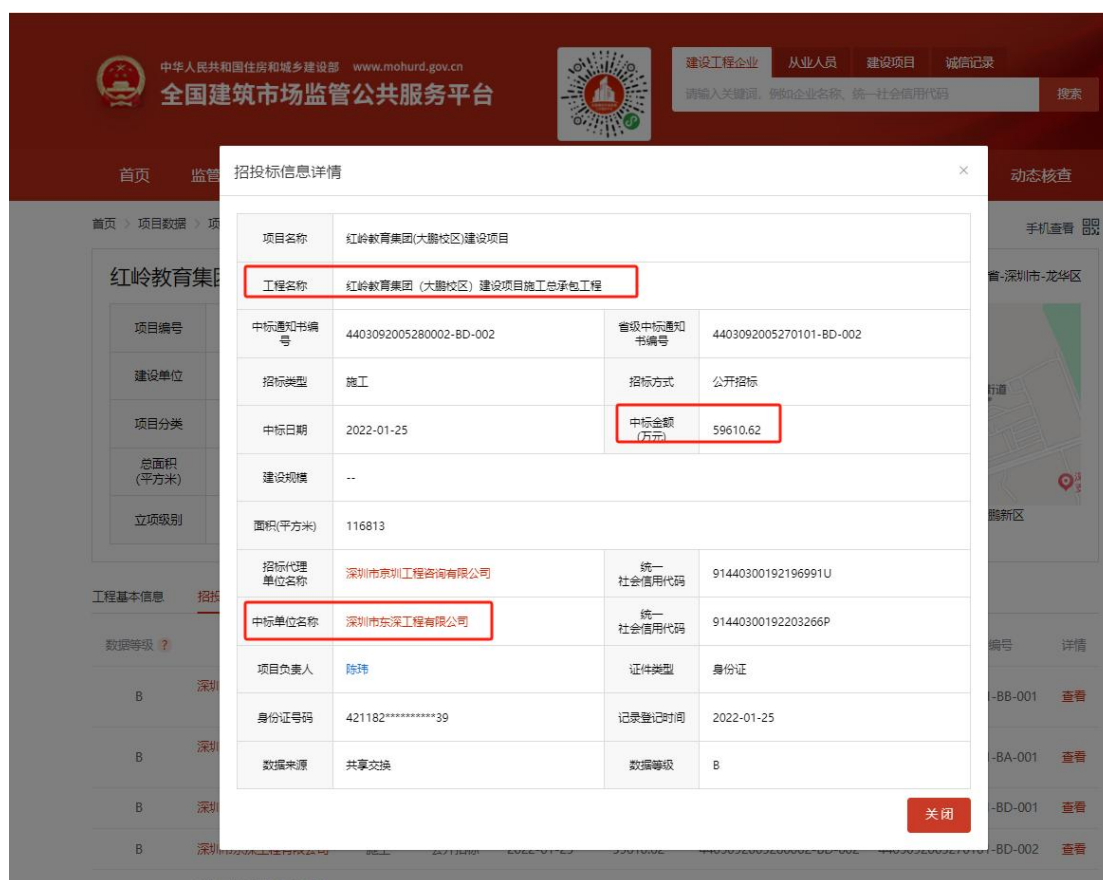 中华人民共和国住房和城乡建设部 www.mohurd.gov.cn
全国建筑市场监管公共服务平台
建设工程企业 从业人员 建设项目 诚信记录
请输入关键词，例如企业名称、统一社会信用代码 搜索
首页 监管 动态核查
首页 > 项目数据 > 项 手机查看
招投标信息详情 ×
红岭教育集团 省-深圳市-龙华区
项目编号
建设单位
项目分类
总面积
(平方米)
立项级别
街道
鹏新区
项目名称 红岭教育集团(大鹏校区)建设项目
工程名称 红岭教育集团（大鹏校区）建设项目施工总承包工程
中标通知书编号 4403092005280002-BD-002 省级中标通知书编号 4403092005270101-BD-002
招标类型 施工 招标方式 公开招标
中标日期 2022-01-25 中标金额(万元) 59610.62
建设规模 --
面积(平方米) 116813
招标代理单位名称 深圳市京圳工程咨询有限公司 统一社会信用代码 91440300192196991U
中标单位名称 深圳市东深工程有限公司 统一社会信用代码 91440300192203266P
项目负责人 陈玮 证件类型 身份证
身份证号码 421182**********39 记录登记时间 2022-01-25
数据来源 共享交换 数据等级 B
关闭
工程基本信息 招投
数据等级 ? 编号 详情
B 深圳 -BB-001 查看
B 深圳 -BA-001 查看
B 深圳 -BD-001 查看
B 深圳 -BD-002 查看